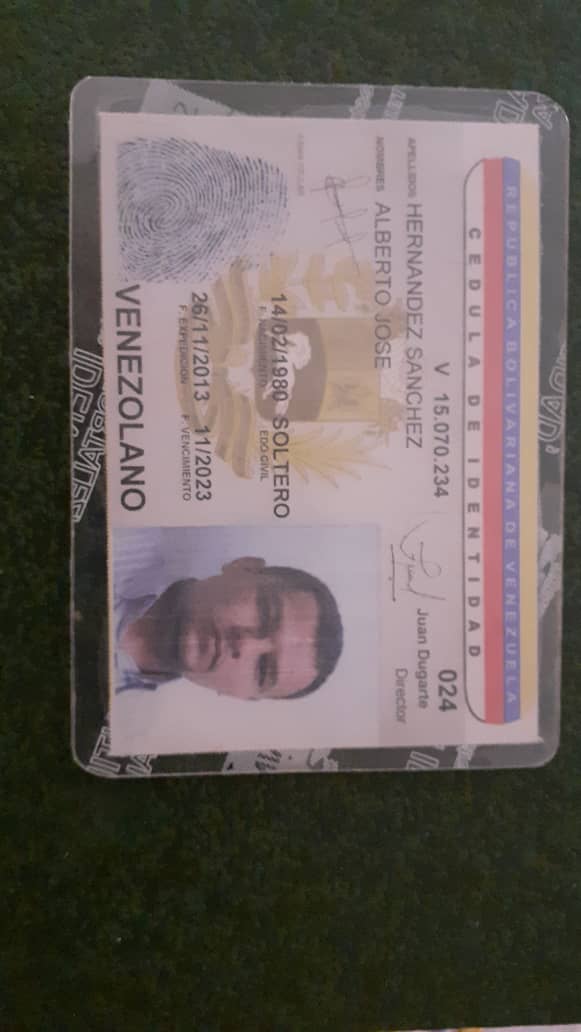 REPUBLICA BOLIVARIANA DE VENEZUELA
CEDULA DE IDENTIDAD
V 15.070.234
024
APELLIDOS HERNANDEZ SANCHEZ
Juan Dugarte
Director
NOMBRES ALBERTO JOSE
FIRMA TITULAR
14/02/1980 SOLTERO
F. NACIMIENTO EDO CIVIL
26/11/2013 11/2023
F. EXPEDICION F. VENCIMIENTO
VENEZOLANO